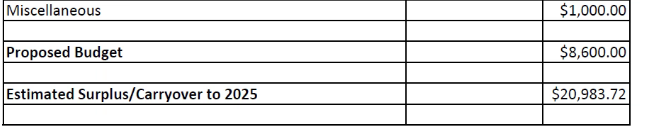 Miscellaneous $1,000.00
Proposed Budget $8,600.00
Estimated Surplus/Carryover to 2025 $20,983.72